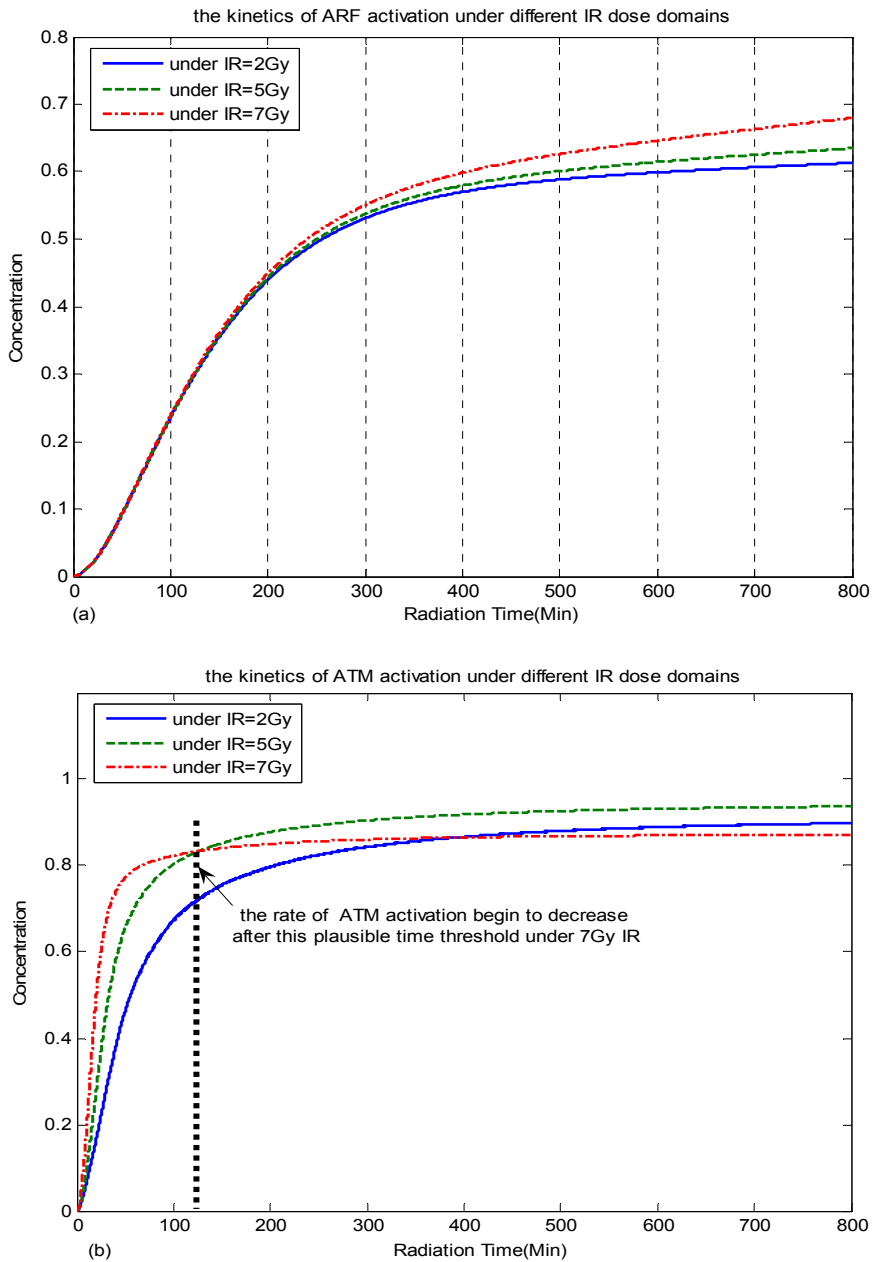 the kinetics of ARF activation under different IR dose domains
0.8
under IR=2Gy
under IR=5Gy
under IR=7Gy
0.7
0.6
0.5
0.4
0.3
0.2
0.1
0
Concentration
0 100 200 300 400 500 600 700 800
(a)
Radiation Time(Min)
the kinetics of ATM activation under different IR dose domains
under IR=2Gy
under IR=5Gy
under IR=7Gy
1
0.8
0.6
0.4
0.2
0
Concentration
the rate of ATM activation begin to decrease
after this plausible time threshold under 7Gy IR
0 100 200 300 400 500 600 700 800
(b)
Radiation Time(Min)